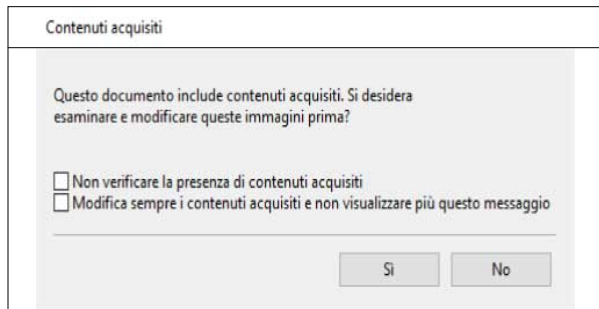 Contenuti acquisiti
Questo documento include contenuti acquisiti. Si desidera
esaminare e modificare queste immagini prima?
Non verificare la presenza di contenuti acquisiti
Modifica sempre i contenuti acquisiti e non visualizzare più questo messaggio
Sì
No